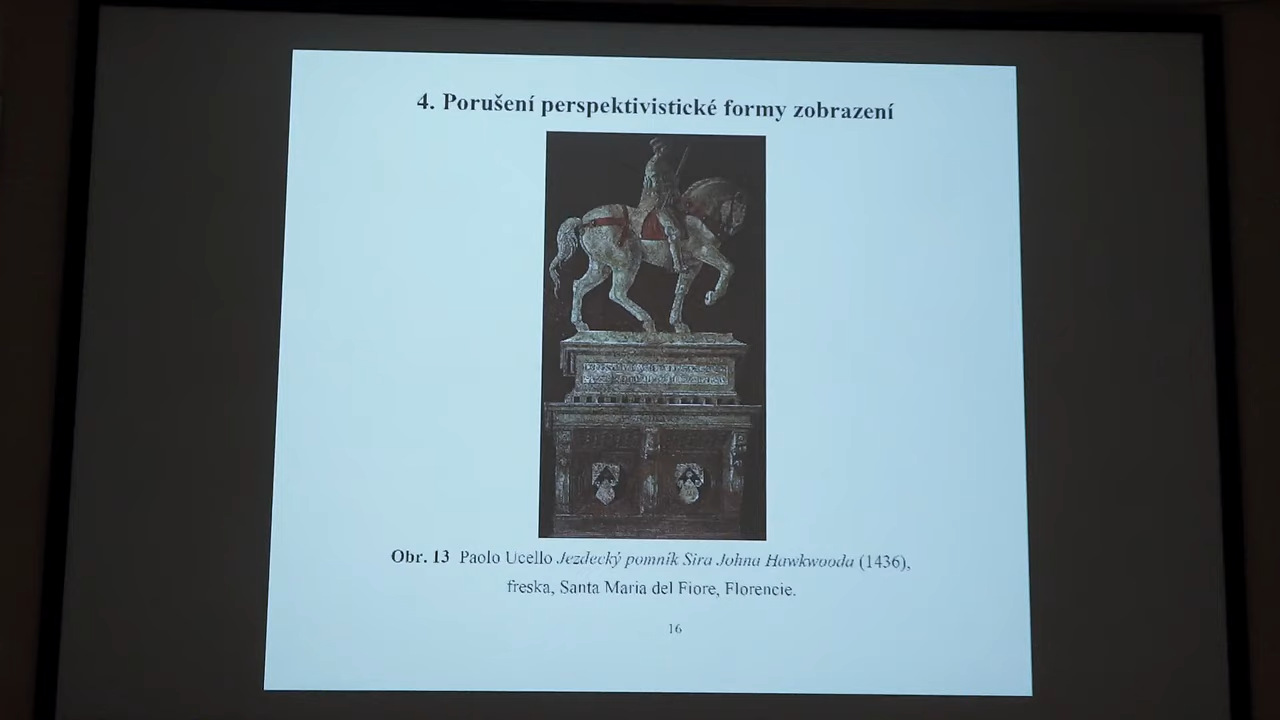 4. Porušení perspektivistické formy zobrazení
Obr. 13 Paolo Ucello Jezdecký pomník Sira Johna Hawkwooda (1436),
freska, Santa Maria del Fiore, Florencie.
16